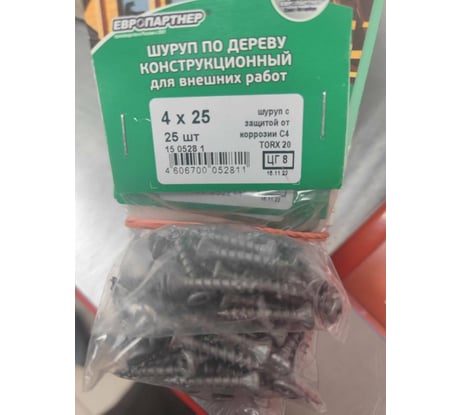 ЕВРОПАРТНЕР
ШУРУП ПО ДЕРЕВУ
КОНСТРУКЦИОННЫЙ
для внешних работ
4 x 25
25 шт
15 0528 1
шуруп с
защитой от
коррозии С4
TORX 20
ЦГ 8
4 606700 052811